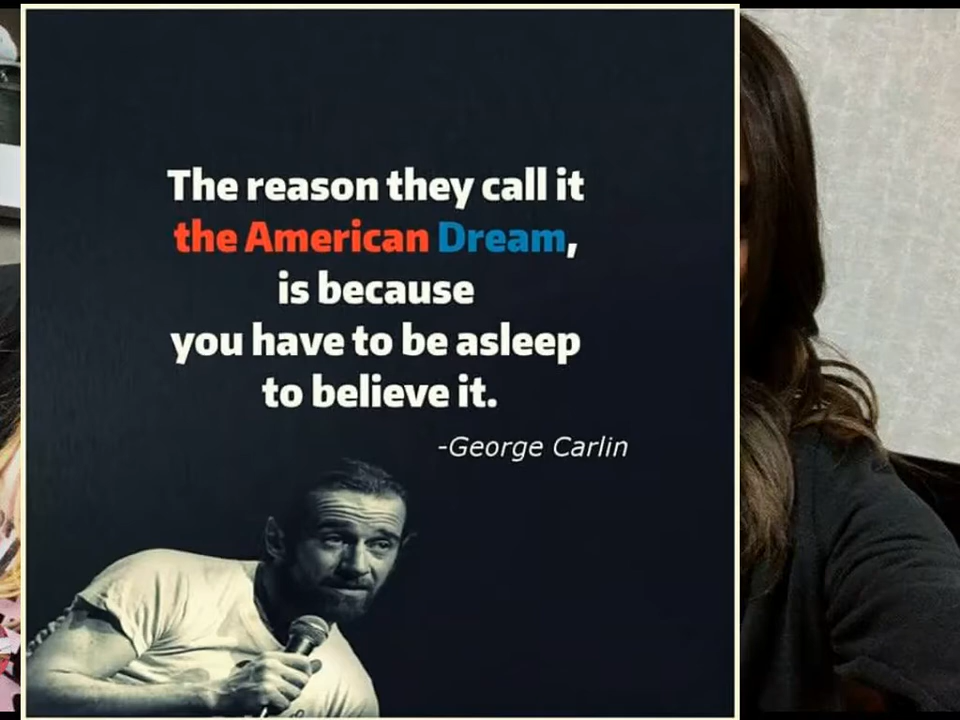 The reason they call it
the American Dream,
is because
you have to be asleep
to believe it.
-George Carlin